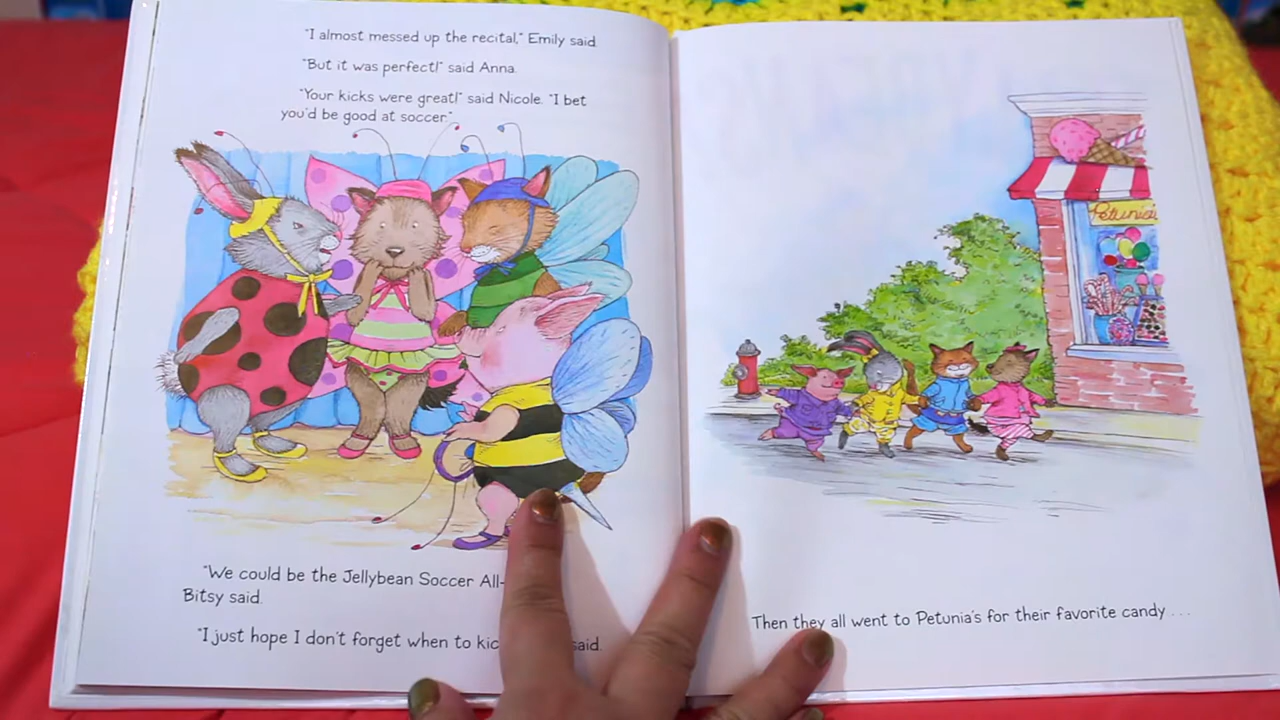 "I almost messed up the recital," Emily said.
"But it was perfect!" said Anna.
"Your kicks were great!" said Nicole. "I bet
you'd be good at soccer."
"We could be the Jellybean Soccer All-
Bitsy said.
"I just hope I don't forget when to said.
Petunia's
Then they all went to Petunia's for their favorite candy . . .